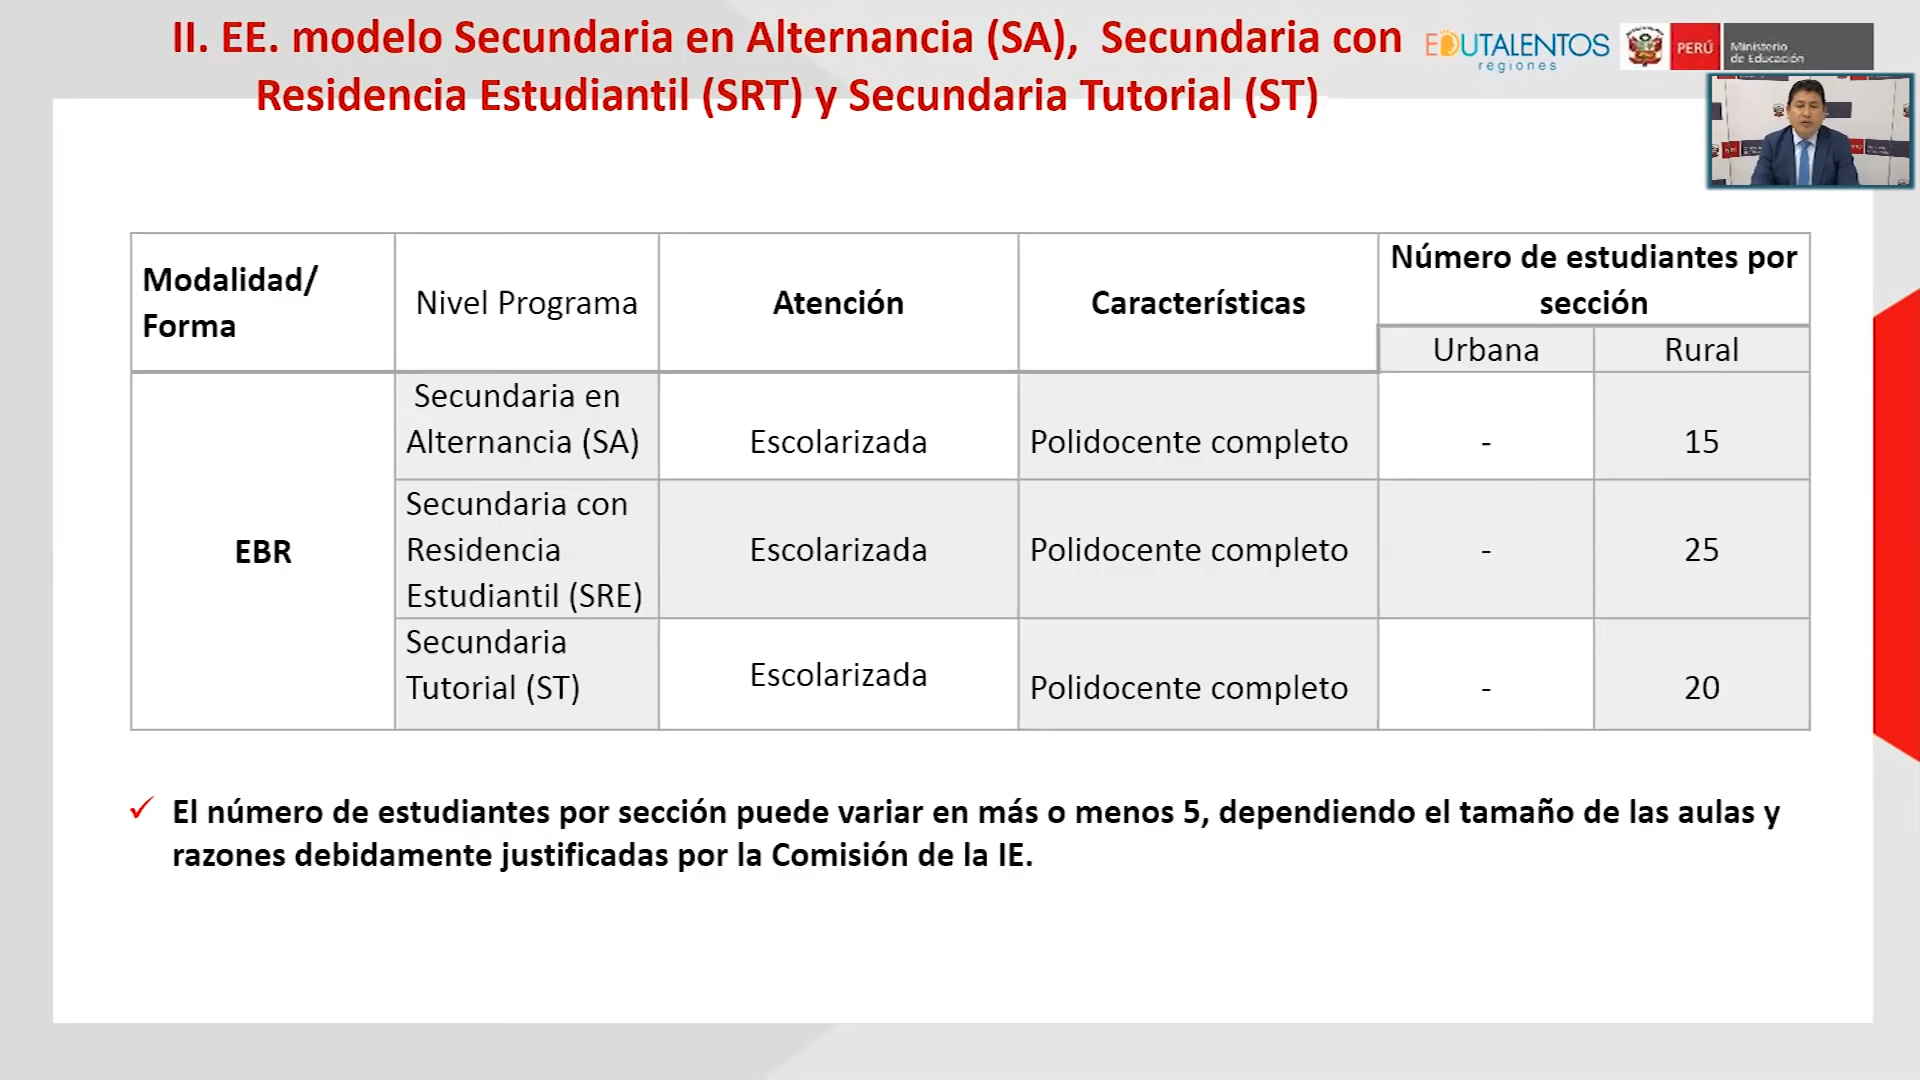 II. EE. modelo Secundaria en Alternancia (SA), Secundaria con
Residencia Estudiantil (SRT) y Secundaria Tutorial (ST)
EDUTALENTOS
regiones
PERÚ
Ministerio
de Educación
Modalidad/
Forma
Nivel Programa
Atención
Características
Número de estudiantes por
sección
Urbana
Rural
EBR
Secundaria en
Alternancia (SA)
Escolarizada
Polidocente completo
-
15
Secundaria con
Residencia
Estudiantil (SRE)
Escolarizada
Polidocente completo
-
25
Secundaria
Tutorial (ST)
Escolarizada
Polidocente completo
-
20
El número de estudiantes por sección puede variar en más o menos 5, dependiendo el tamaño de las aulas y
razones debidamente justificadas por la Comisión de la IE.